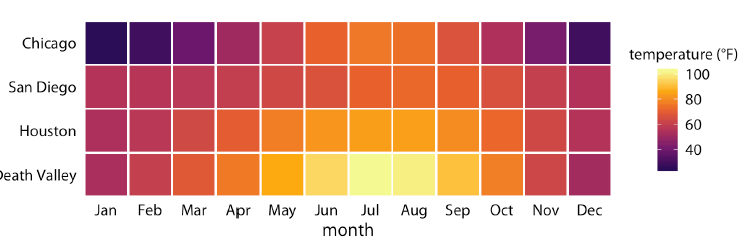 Chicago
San Diego
Houston
Death Valley
Jan Feb Mar Apr May Jun Jul Aug Sep Oct Nov Dec
month
temperature (°F)
100
80
60
40